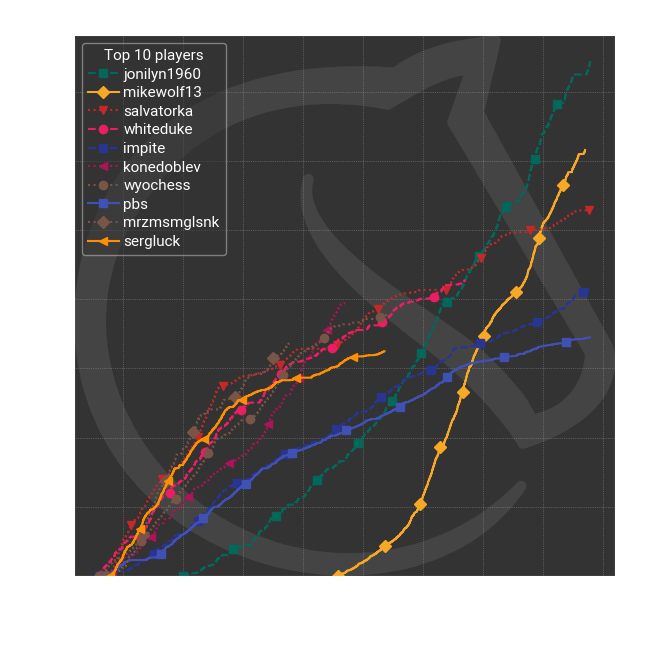 Top 10 players
jonilyn1960
mikewolf13
salvatorka
whiteduke
impite
konedoblev
wyochess
pbs
mrzmsmglsnk
sergluck